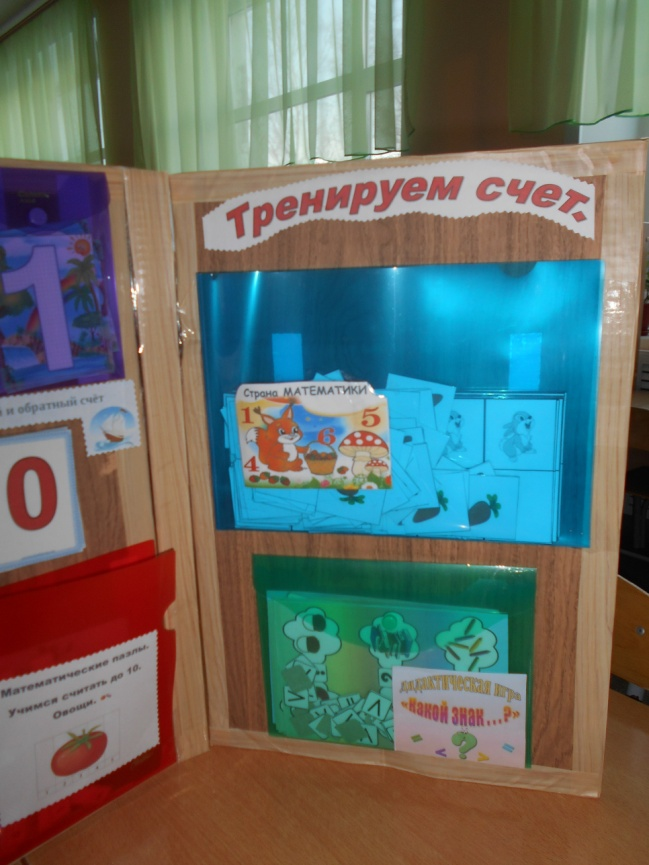 1
и обратный счёт
0
Математические пазлы.
Учимся считать до 10.
Овощи.
Тренируем счет.
Страна МАТЕМАТИКИ
1 5
6
4
дидактическая игра
«Какой знак...?»
?